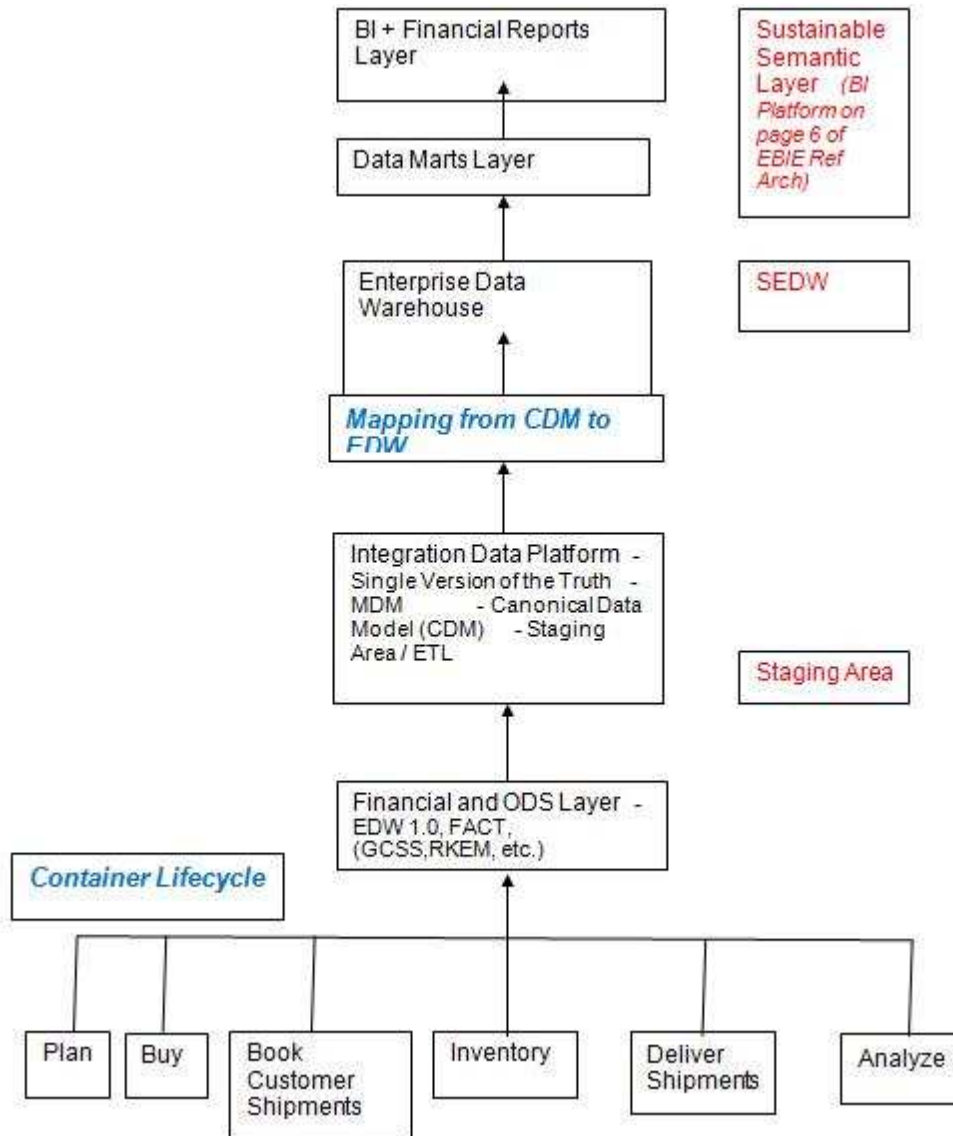 BI + Financial Reports
Layer
Sustainable
Semantic
Layer (BI
Platform on
page 6 of
EBIE Ref
Arch)
Data Marts Layer
Enterprise Data
Warehouse
SEDW
Mapping from CDM to
EDW
Integration Data Platform -
Single Version of the Truth -
MDM - Canonical Data
Model (CDM) - Staging
Area / ETL
Staging Area
Financial and ODS Layer -
EDW 1.0, FACT,
(GCSS,RKEM, etc.)
Container Lifecycle
Plan
Buy
Book
Customer
Shipments
Inventory
Deliver
Shipments
Analyze